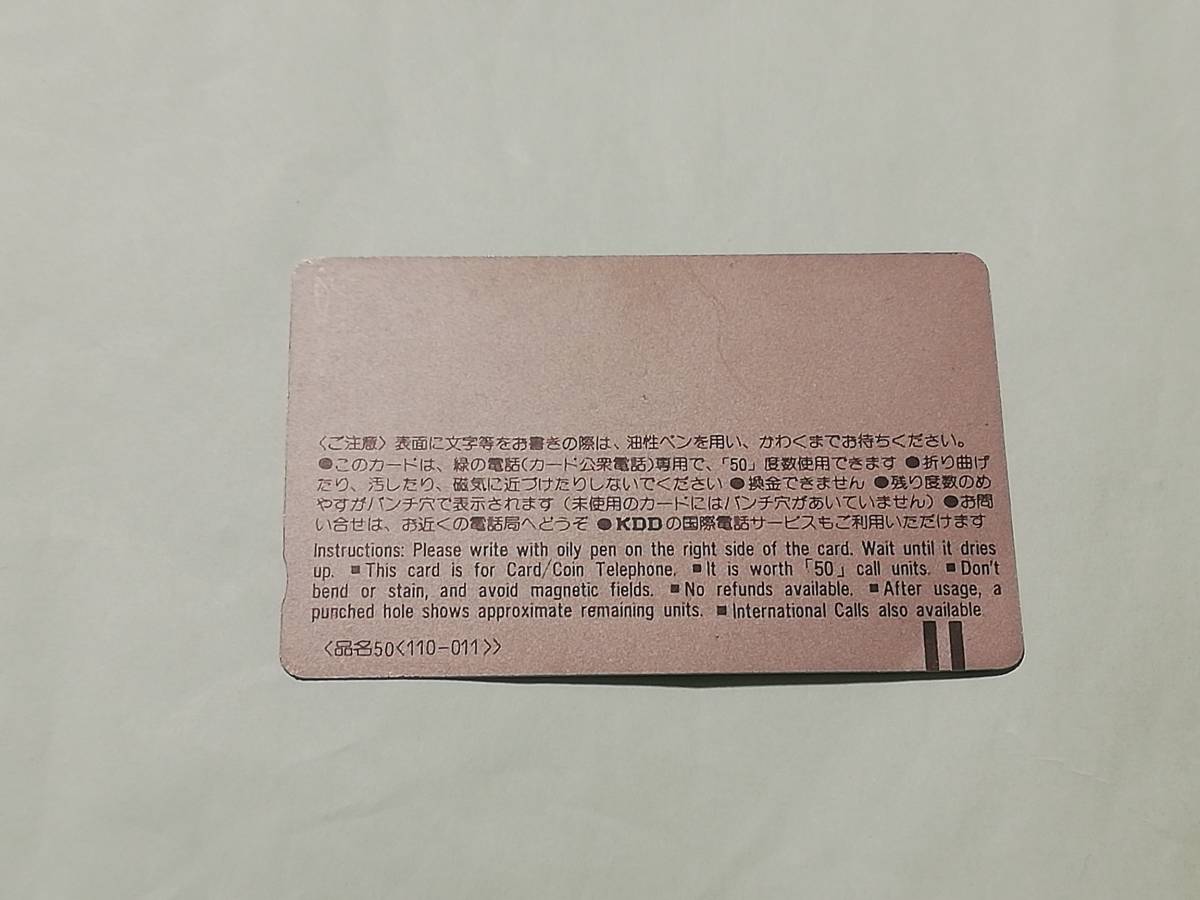 〈ご注意〉表面に文字等をお書きの際は、油性ペンを用い、かわくまでお待ちください。
●このカードは、緑の電話(カード公衆電話)専用で、「50」度数使用できます ●折り曲げ
たり、汚したり、磁気に近づけたりしないでください ●換金できません ●残り度数のめ
やすがパンチ穴で表示されます（未使用のカードにはパンチ穴があいていません）●お問
い合せは、お近くの電話局へどうぞ ●KDDの国際電話サービスもご利用いただけます
Instructions: Please write with oily pen on the right side of the card. Wait until it dries
up. ■This card is for Card/Coin Telephone. ■It is worth「50」call units. ■Don't
bend or stain, and avoid magnetic fields. ■No refunds available. ■After usage, a
punched hole shows approximate remaining units. ■International Calls also available
〈品名50〈110-011〉〉